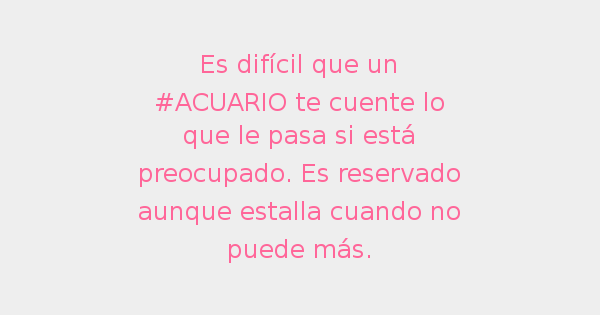 Es difícil que un
#ACUARIO te cuente lo
que le pasa si está
preocupado. Es reservado
aunque estalla cuando no
puede más.